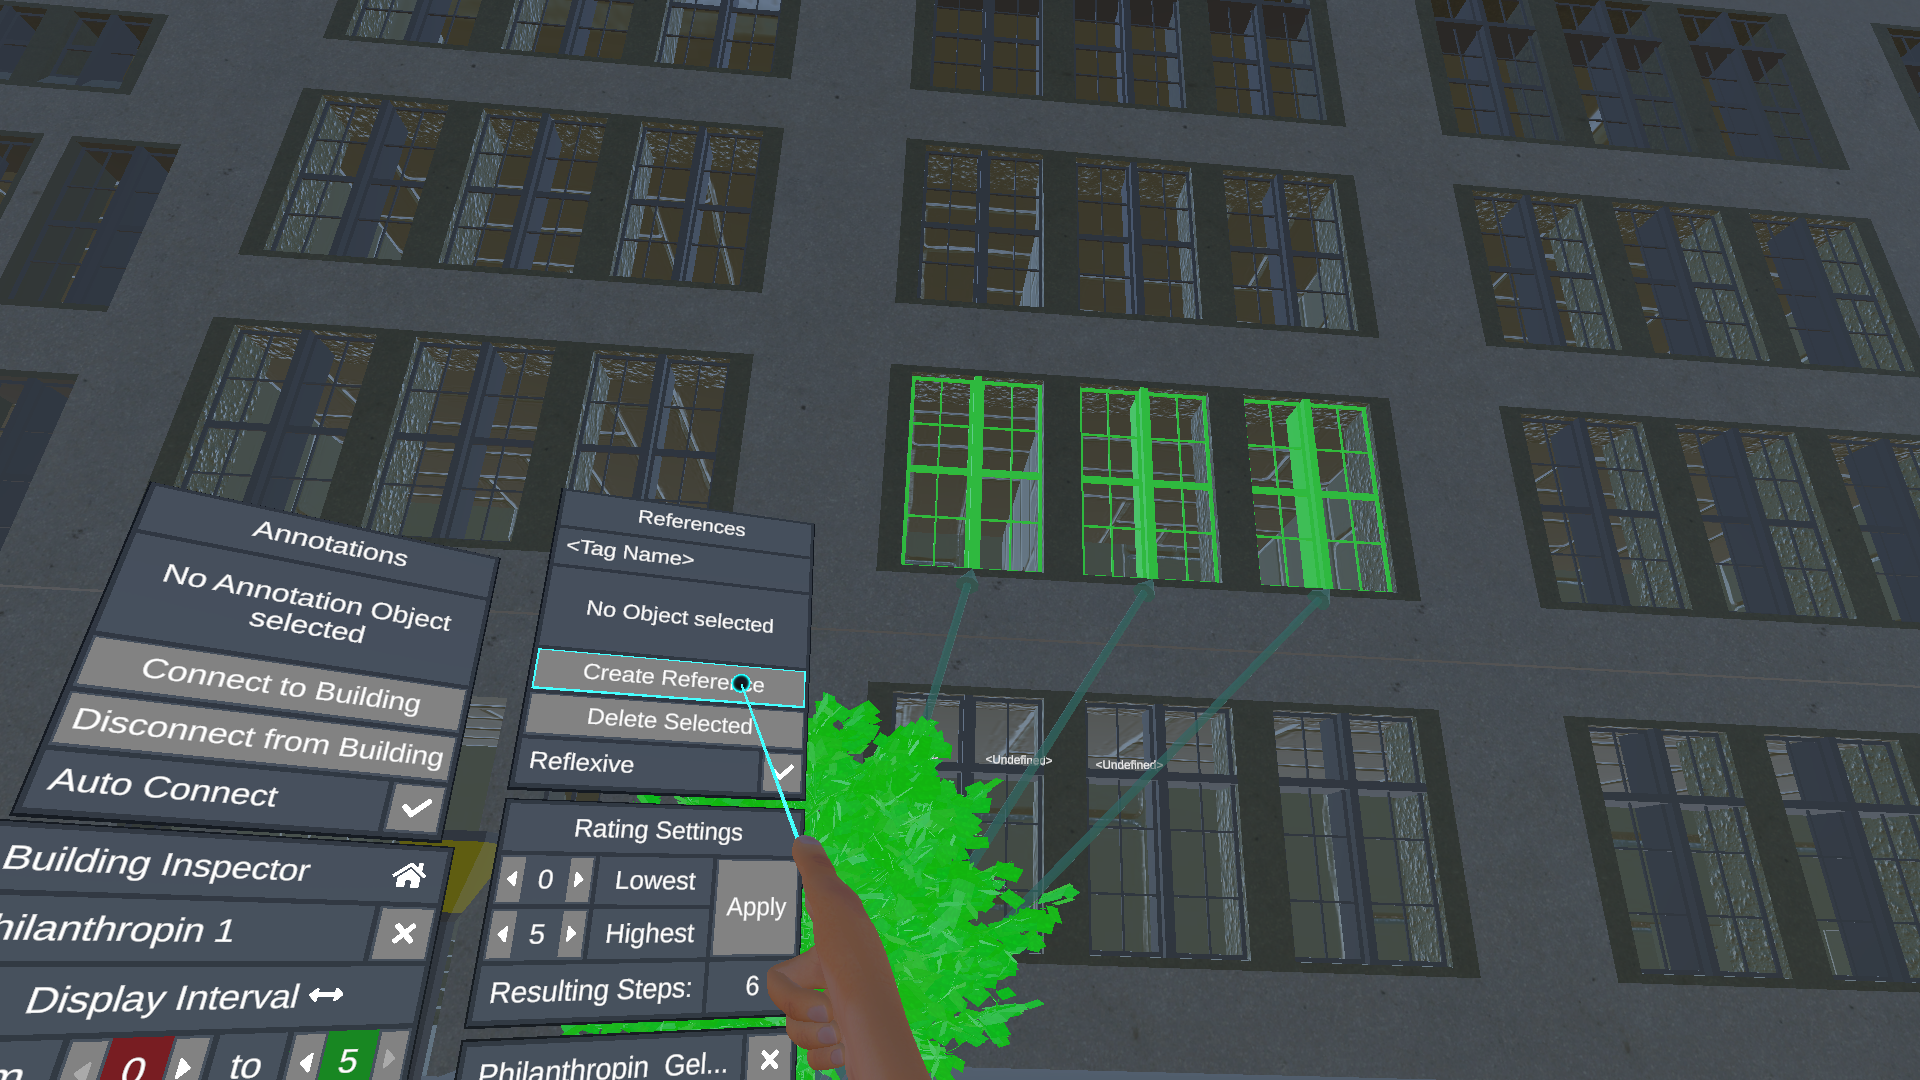 Annotations
No Annotation Object
selected
Connect to Building
Disconnect from Building
Auto Connect
Building Inspector
hilanthropin 1
Display Interval
0 to 5
References
<Tag Name>
No Object selected
Create Reference
Delete Selected
Reflexive
Rating Settings
0 Lowest
Apply
5 Highest
Resulting Steps: 6
Philanthropin Gel...
<Undefined>
<Undefined>